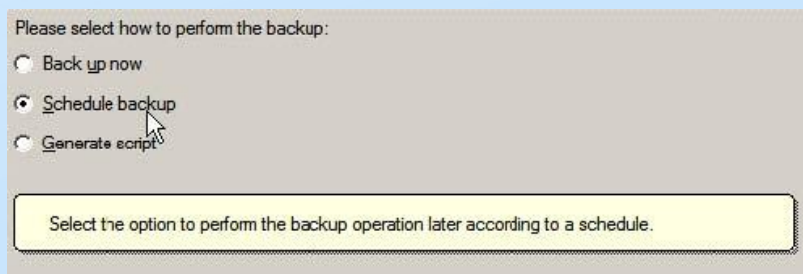 Please select how to perform the backup:
Back up now
Schedule backup
Generate script
Select the option to perform the backup operation later according to a schedule.